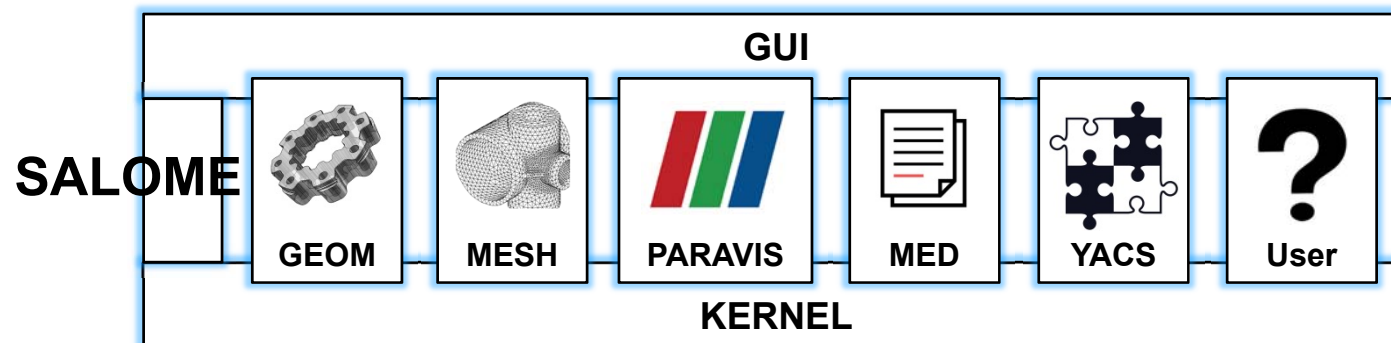 GUI
SALOME
GEOM
MESH
PARAVIS
MED
YACS
?
User
KERNEL